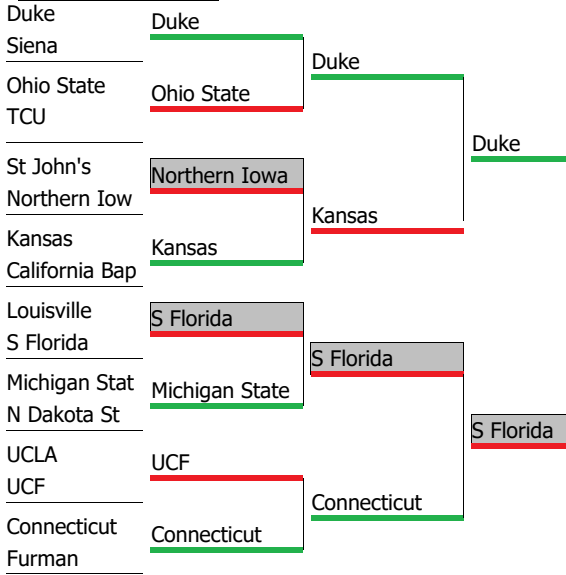 Duke
Siena
Ohio State
TCU
St John's
Northern Iow
Kansas
California Bap
Louisville
S Florida
Michigan Stat
N Dakota St
UCLA
UCF
Connecticut
Furman
Duke
Ohio State
Northern Iowa
Kansas
S Florida
Michigan State
UCF
Connecticut
Duke
Kansas
S Florida
Connecticut
Duke
S Florida